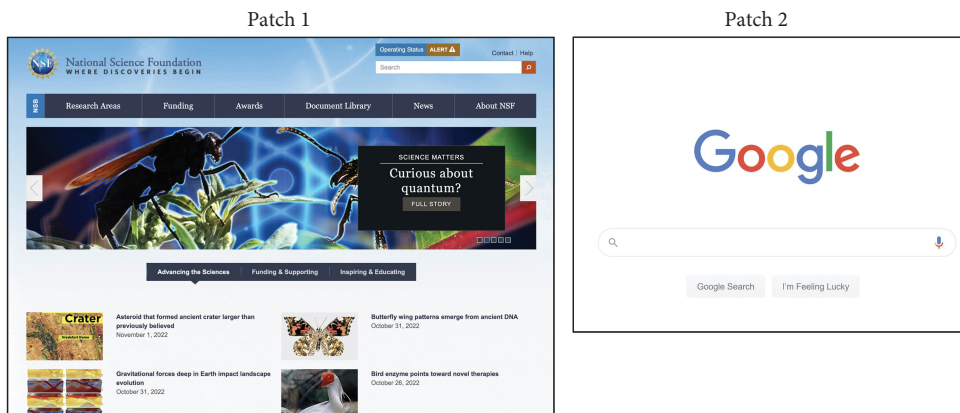 Patch 1
Patch 2
NSF
National Science Foundation
WHERE DISCOVERIES BEGIN
Operating Status ALERT
Contact | Help
Search
NSB
Research Areas Funding Awards Document Library News About NSF
SCIENCE MATTERS
Curious about
quantum?
FULL STORY
Advancing the Sciences | Funding & Supporting | Inspiring & Educating
Crater
Vredefort Dome
Asteroid that formed ancient crater larger than
previously believed
November 1, 2022
Butterfly wing patterns emerge from ancient DNA
October 31, 2022
Gravitational forces deep in Earth impact landscape
evolution
October 31, 2022
Bird enzyme points toward novel therapies
October 26, 2022
Google
Google Search
I'm Feeling Lucky